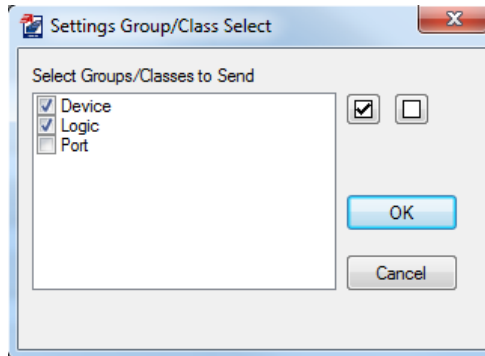 Settings Group/Class Select
Select Groups/Classes to Send
Device
Logic
Port
OK
Cancel